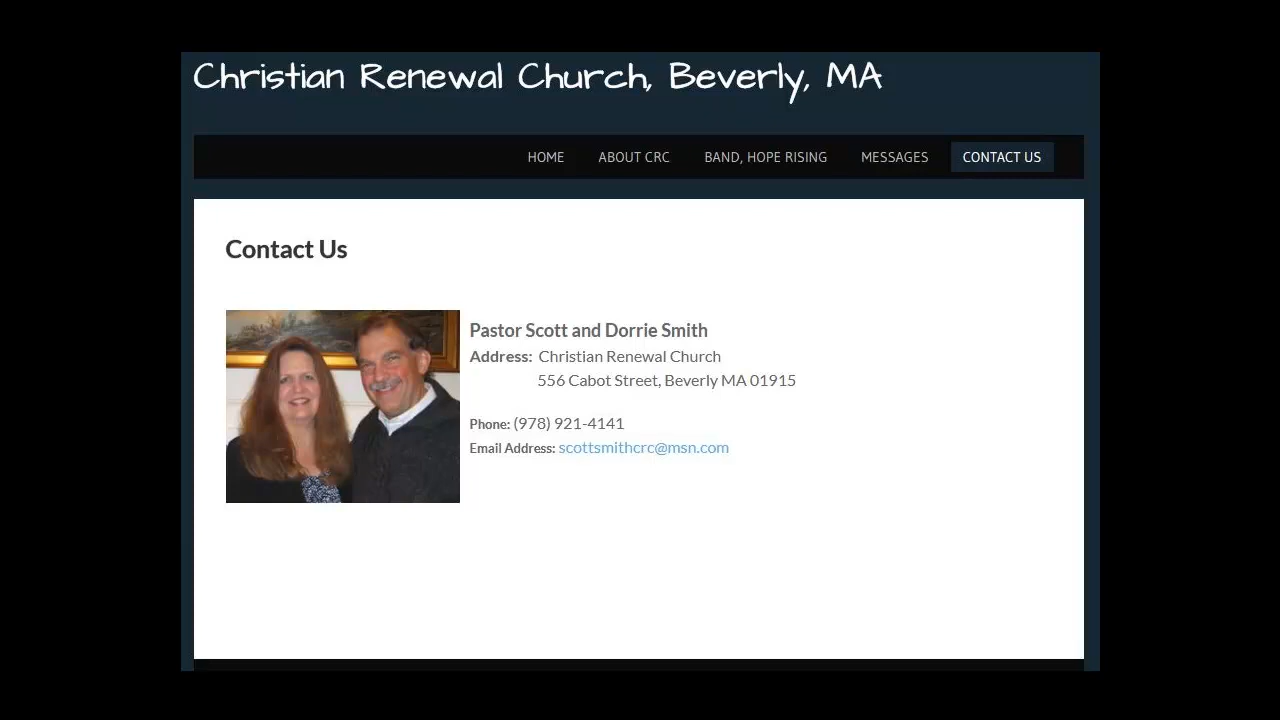 Christian Renewal Church, Beverly, MA
HOME ABOUT CRC BAND, HOPE RISING MESSAGES CONTACT US
Contact Us
Pastor Scott and Dorrie Smith
Address: Christian Renewal Church
556 Cabot Street, Beverly MA 01915
Phone: (978) 921-4141
Email Address: scottsmithcrc@msn.com